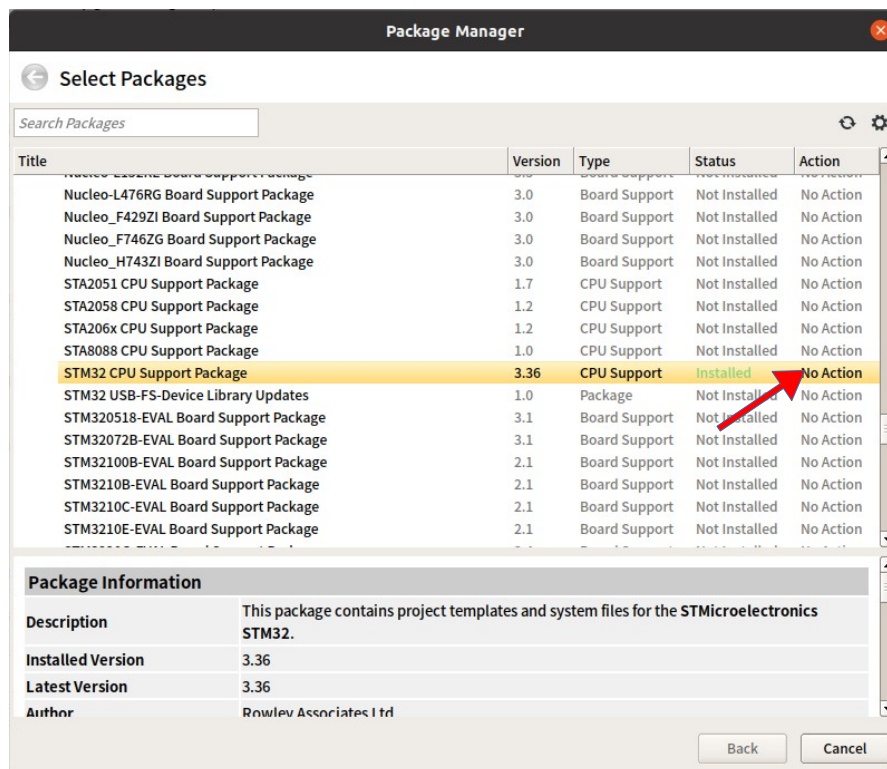 Package Manager
Select Packages
Search Packages
Title Version Type Status Action
Nucleo-L476RG Board Support Package 3.0 Board Support Not Installed No Action
Nucleo_F429ZI Board Support Package 3.0 Board Support Not Installed No Action
Nucleo_F746ZG Board Support Package 3.0 Board Support Not Installed No Action
Nucleo_H743ZI Board Support Package 3.0 Board Support Not Installed No Action
STA2051 CPU Support Package 1.7 CPU Support Not Installed No Action
STA2058 CPU Support Package 1.2 CPU Support Not Installed No Action
STA206x CPU Support Package 1.2 CPU Support Not Installed No Action
STA8088 CPU Support Package 1.0 CPU Support Not Installed No Action
STM32 CPU Support Package 3.36 CPU Support Installed No Action
STM32 USB-FS-Device Library Updates 1.0 Package Not Installed No Action
STM320518-EVAL Board Support Package 3.1 Board Support Not Installed No Action
STM32072B-EVAL Board Support Package 3.1 Board Support Not Installed No Action
STM32100B-EVAL Board Support Package 2.1 Board Support Not Installed No Action
STM3210B-EVAL Board Support Package 2.1 Board Support Not Installed No Action
STM3210C-EVAL Board Support Package 2.1 Board Support Not Installed No Action
STM3210E-EVAL Board Support Package 2.1 Board Support Not Installed No Action
Package Information
Description This package contains project templates and system files for the STMicroelectronics
STM32.
Installed Version 3.36
Latest Version 3.36
Author Rowley Associates Ltd
Back Cancel